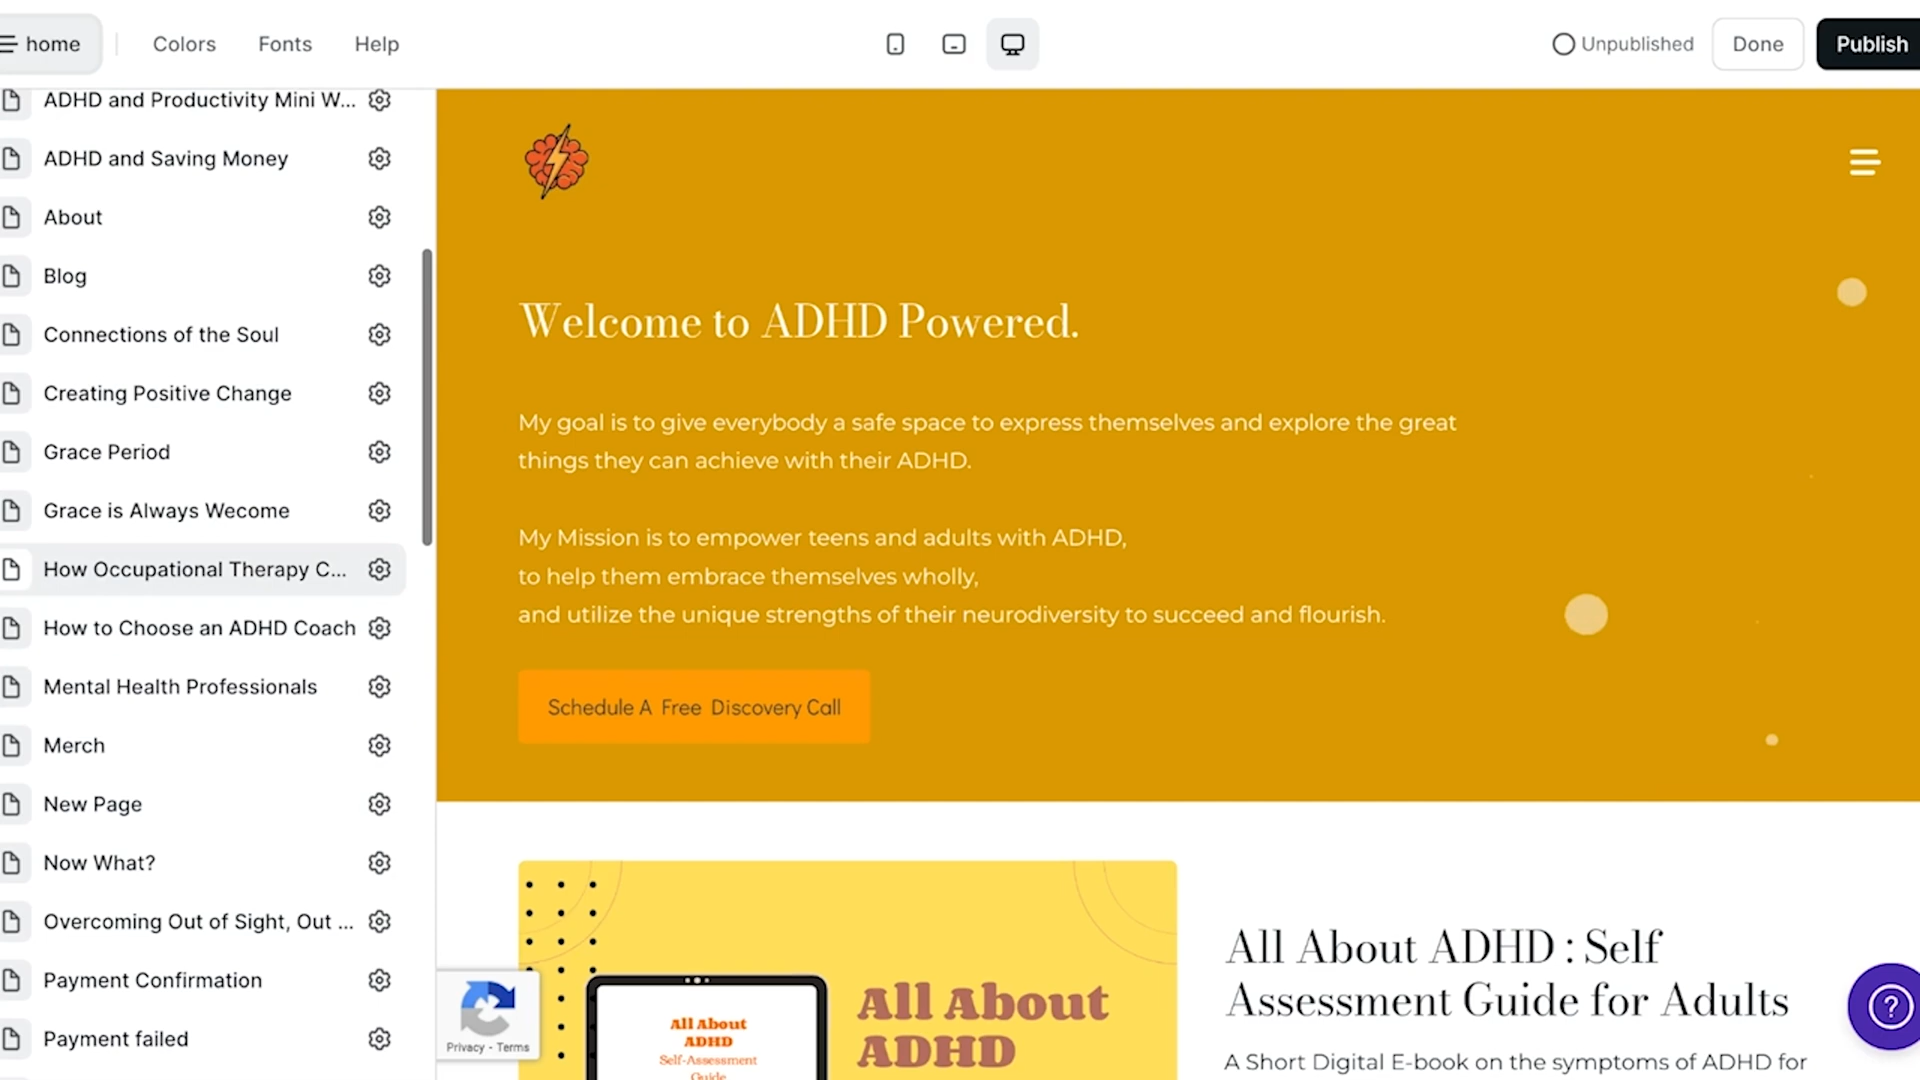 home
Colors
Fonts
Help
Unpublished
Done
Publish
ADHD and Productivity Mini W...
ADHD and Saving Money
About
Blog
Connections of the Soul
Creating Positive Change
Grace Period
Grace is Always Wecome
How Occupational Therapy C...
How to Choose an ADHD Coach
Mental Health Professionals
Merch
New Page
Now What?
Overcoming Out of Sight, Out ...
Payment Confirmation
Payment failed
Welcome to ADHD Powered.
My goal is to give everybody a safe space to express themselves and explore the great
things they can achieve with their ADHD.
My Mission is to empower teens and adults with ADHD,
to help them embrace themselves wholly,
and utilize the unique strengths of their neurodiversity to succeed and flourish.
Schedule A Free Discovery Call
All About
ADHD
Self-Assessment
Guide
All About
ADHD
Privacy - Terms
All About ADHD : Self
Assessment Guide for Adults
A Short Digital E-book on the symptoms of ADHD for